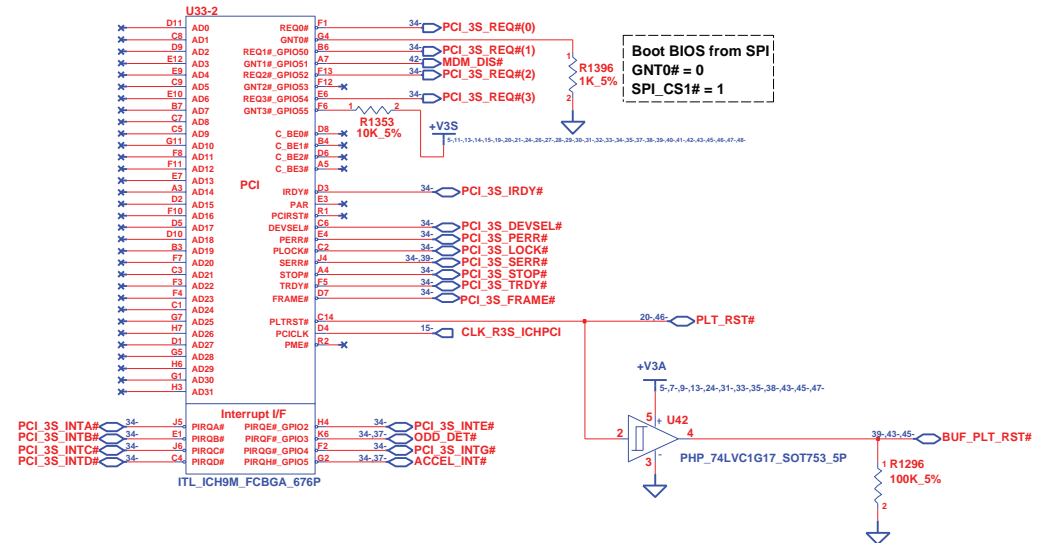 U33-2
D11 AD0 REQ0# F1 34- PCI_3S_REQ#(0)
C8 AD1 GNT0# G4
D9 AD2 REQ1#_GPIO50 B6 34- PCI_3S_REQ#(1)
E12 AD3 GNT1#_GPIO51 A7 42- MDM_DIS#
E9 AD4 REQ2#_GPIO52 F13 34- PCI_3S_REQ#(2)
C9 AD5 GNT2#_GPIO53 F12
E10 AD6 REQ3#_GPIO54 E6 34- PCI_3S_REQ#(3)
B7 AD7 GNT3#_GPIO55 F6 1 2
C7 AD8
R1353
10K_5%
C5 AD9 C_BE0# D8
G11 AD10 C_BE1# B4
F8 AD11 C_BE2# D6
F11 AD12 C_BE3# A5
E7 AD13
PCI
A3 AD14 IRDY# D3 34- PCI_3S_IRDY#
D2 AD15 PAR E3
F10 AD16 PCIRST# R1
D5 AD17 DEVSEL# C6 34- PCI_3S_DEVSEL#
D10 AD18 PERR# E4 34- PCI_3S_PERR#
B3 AD19 PLOCK# C2 34- PCI_3S_LOCK#
F7 AD20 SERR# J4 34-,39- PCI_3S_SERR#
C3 AD21 STOP# A4 34- PCI_3S_STOP#
F3 AD22 TRDY# F5 34- PCI_3S_TRDY#
F4 AD23 FRAME# D7 34- PCI_3S_FRAME#
C1 AD24
G7 AD25 PLTRST# C14 20-,46- PLT_RST#
H7 AD26 PCICLK D4 15- CLK_R3S_ICHPCI
D1 AD27 PME# R2
G5 AD28
H6 AD29
G1 AD30
H3 AD31
Interrupt I/F
PCI_3S_INTA# 34- J5 PIRQA# PIRQE#_GPIO2 H4 34- PCI_3S_INTE#
PCI_3S_INTB# 34- E1 PIRQB# PIRQF#_GPIO3 K6 34-,37- ODD_DET#
PCI_3S_INTC# 34- J6 PIRQC# PIRQG#_GPIO4 F2 34- PCI_3S_INTG#
PCI_3S_INTD# 34- C4 PIRQD# PIRQH#_GPIO5 G2 34-,37- ACCEL_INT#
ITL_ICH9M_FCBGA_676P
+V3S
5-,11-,13-,14-,15-,19-,20-,21-,24-,26-,27-,28-,29-,30-,31-,32-,33-,34-,35-,37-,38-,39-,40-,41-,42-,43-,45-,46-,47-,48-
1
R1396
1K_5%
2
Boot BIOS from SPI
GNT0# = 0
SPI_CS1# = 1
+V3A
5-,7-,9-,13-,24-,31-,33-,35-,38-,43-,45-,47-
5 + U42
2 4
3 -
PHP_74LVC1G17_SOT753_5P
39-,43-,45- BUF_PLT_RST#
1 R1296
100K_5%
2